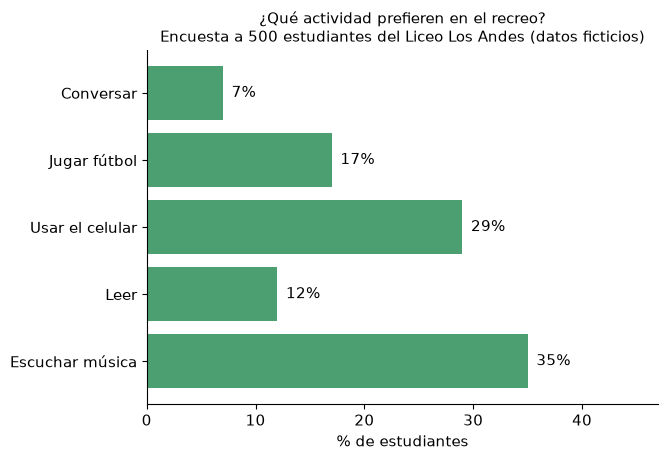 ¿Qué actividad prefieren en el recreo?
Encuesta a 500 estudiantes del Liceo Los Andes (datos ficticios)
Conversar 7%
Jugar fútbol 17%
Usar el celular 29%
Leer 12%
Escuchar música 35%
0 10 20 30 40
% de estudiantes